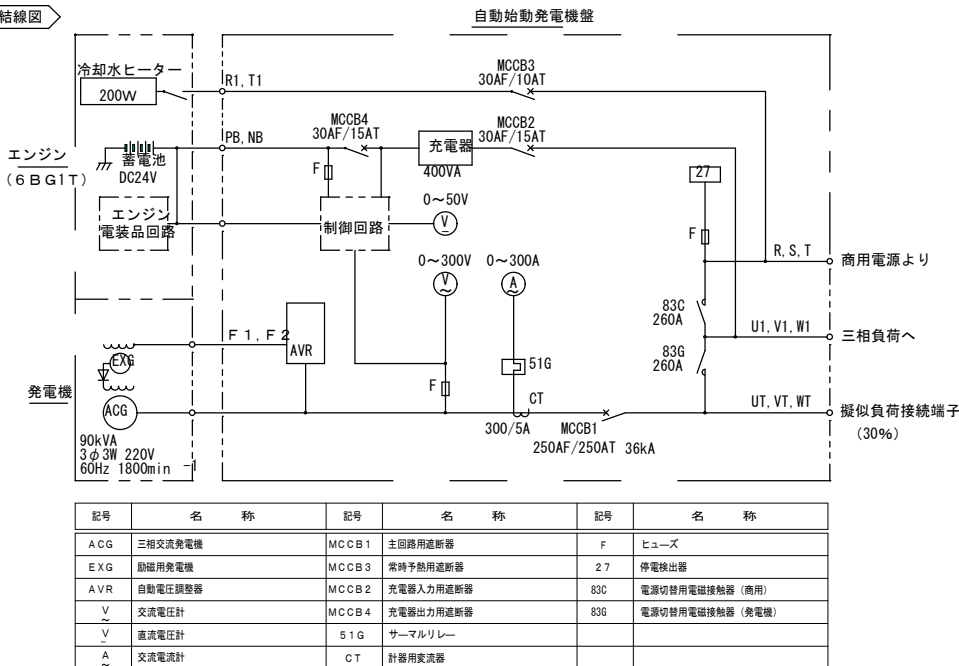 結線図
自動始動発電機盤
冷却水ヒーター
200W
R1, T1
MCCB3
30AF/10AT
エンジン
(6BG1T)
蓄電池
DC24V
PB, NB
MCCB4
30AF/15AT
F
充電器
400VA
MCCB2
30AF/15AT
27
エンジン
電装品回路
制御回路
0~50V
V
F
R, S, T
商用電源より
0~300V
V
~
0~300A
A
~
83C
260A
U1, V1, W1
三相負荷へ
F1, F2
AVR
51G
83G
260A
発電機
EXG
ACG
F
CT
300/5A
MCCB1
250AF/250AT 36kA
UT, VT, WT
擬似負荷接続端子
(30%)
90kVA
3φ3W 220V
60Hz 1800min -1
記号 名 称 記号 名 称 記号 名 称
ACG 三相交流発電機 MCCB1 主回路用遮断器 F ヒューズ
EXG 励磁用発電機 MCCB3 常時予熱用遮断器 27 停電検出器
AVR 自動電圧調整器 MCCB2 充電器入力用遮断器 83C 電源切替用電磁接触器(商用)
V~ 交流電圧計 MCCB4 充電器出力用遮断器 83G 電源切替用電磁接触器(発電機)
V- 直流電圧計 51G サーマルリレー
A~ 交流電流計 CT 計器用変流器